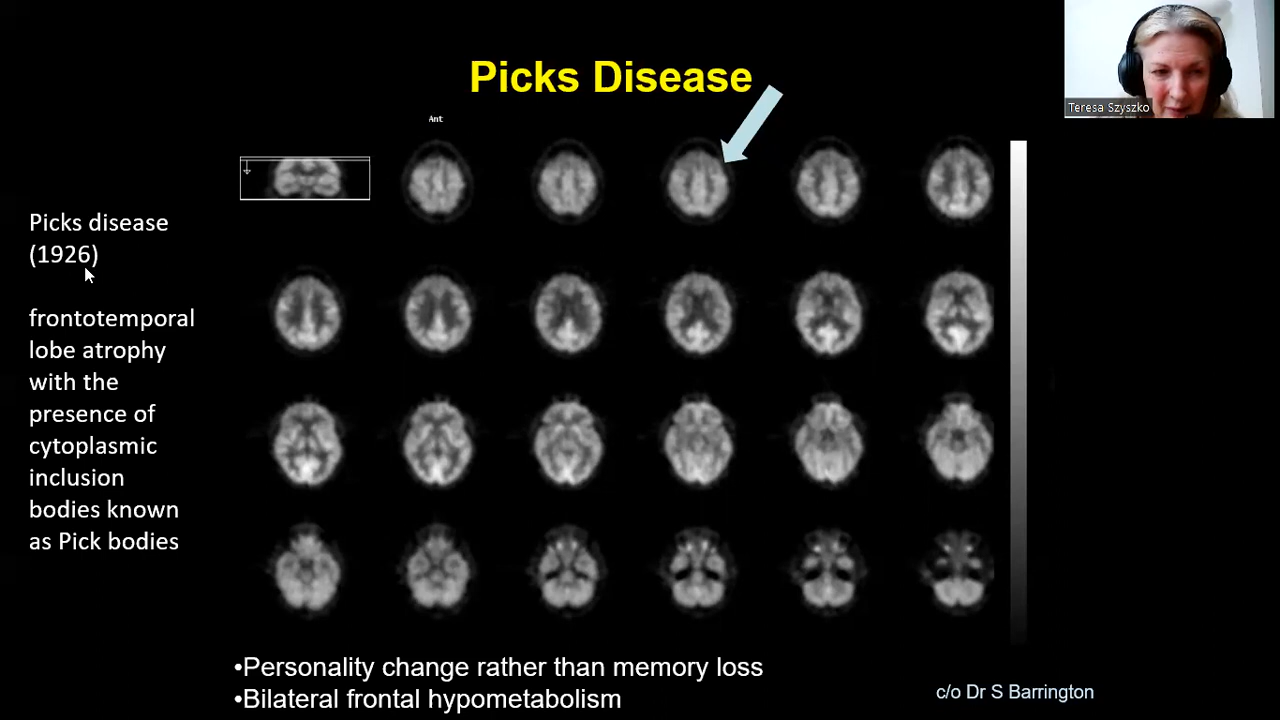 Picks Disease
Teresa Szyszko
Ant
Picks disease
(1926)
frontotemporal
lobe atrophy
with the
presence of
cytoplasmic
inclusion
bodies known
as Pick bodies
•Personality change rather than memory loss
•Bilateral frontal hypometabolism
c/o Dr S Barrington